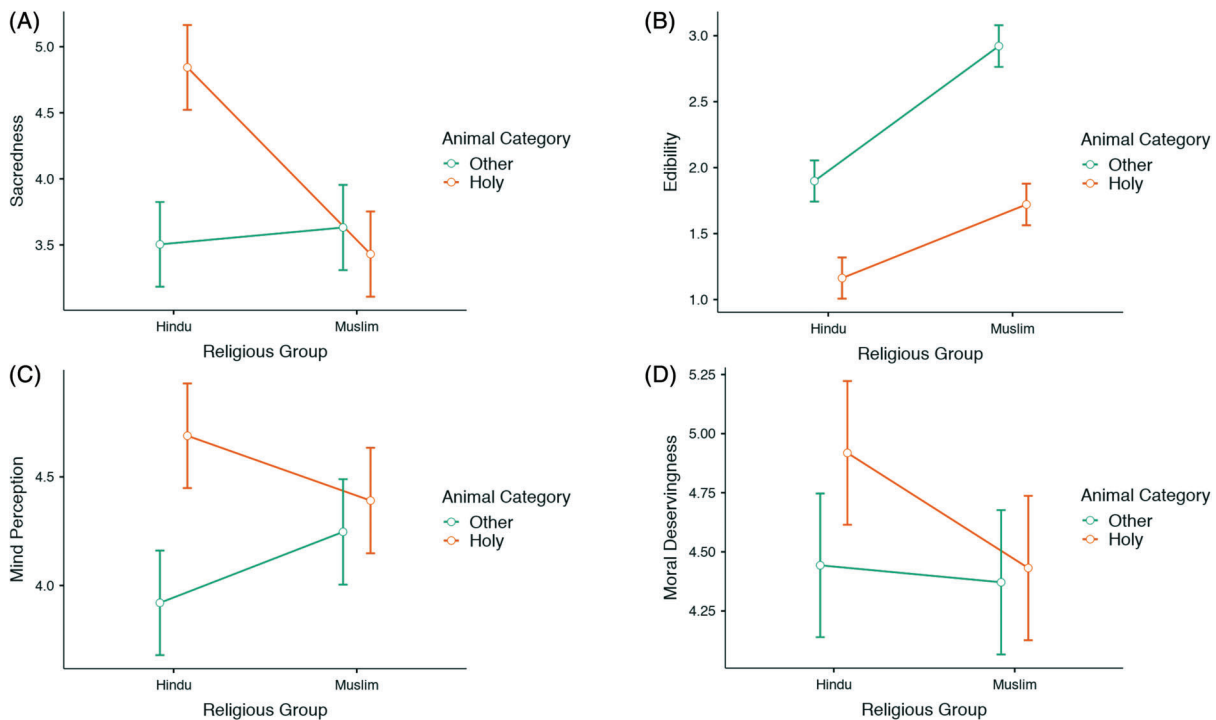 (A)
5.0
4.5
4.0
3.5
Sacredness
Hindu
Muslim
Religious Group
Animal Category
Other
Holy
(B)
3.0
2.5
2.0
1.5
1.0
Edibility
Hindu
Muslim
Religious Group
Animal Category
Other
Holy
(C)
4.5
4.0
Mind Perception
Hindu
Muslim
Religious Group
Animal Category
Other
Holy
(D)
5.25
5.00
4.75
4.50
4.25
Moral Deservingness
Hindu
Muslim
Religious Group
Animal Category
Other
Holy